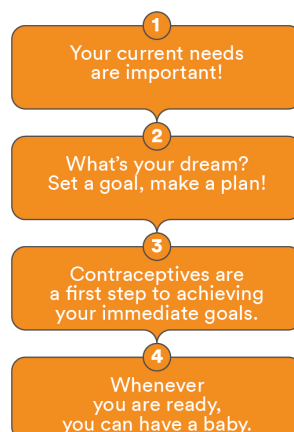 1
Your current needs
are important!
2
What's your dream?
Set a goal, make a plan!
3
Contraceptives are
a first step to achieving
your immediate goals.
4
Whenever
you are ready,
you can have a baby.